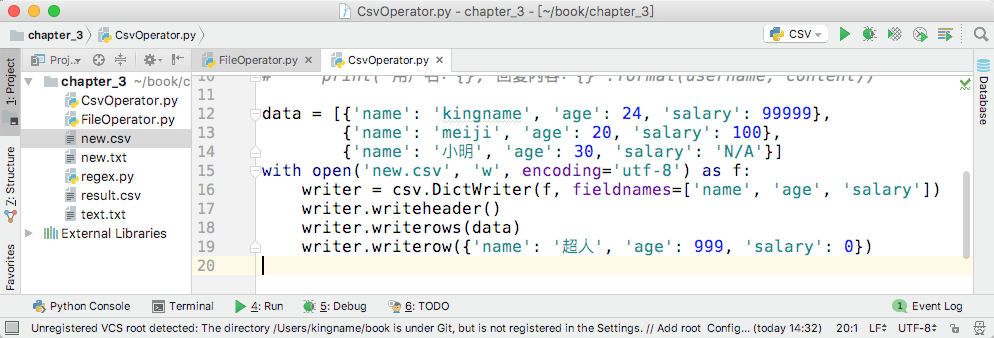 CsvOperator.py - chapter_3 - [~/book/chapter_3]
chapter_3 CsvOperator.py CSV
1: Project
Z: Structure
Favorites
Proj..
chapter_3 ~/book/c
CsvOperator.py
FileOperator.py
new.csv
new.txt
regex.py
result.csv
text.txt
External Libraries
FileOperator.py × CsvOperator.py ×
10 # print('用户名: {}, 回复内容: {}'.format(username, content))
11
12 data = [{'name': 'kingname', 'age': 24, 'salary': 99999},
13 {'name': 'meiji', 'age': 20, 'salary': 100},
14 {'name': '小明', 'age': 30, 'salary': 'N/A'}]
15 with open('new.csv', 'w', encoding='utf-8') as f:
16 writer = csv.DictWriter(f, fieldnames=['name', 'age', 'salary'])
17 writer.writeheader()
18 writer.writerows(data)
19 writer.writerow({'name': '超人', 'age': 999, 'salary': 0})
20
Database
Python Console Terminal 4: Run 5: Debug 6: TODO 1 Event Log
Unregistered VCS root detected: The directory /Users/kingname/book is under Git, but is not registered in the Settings. // Add root Config... (today 14:32) 20:1 LF UTF-8